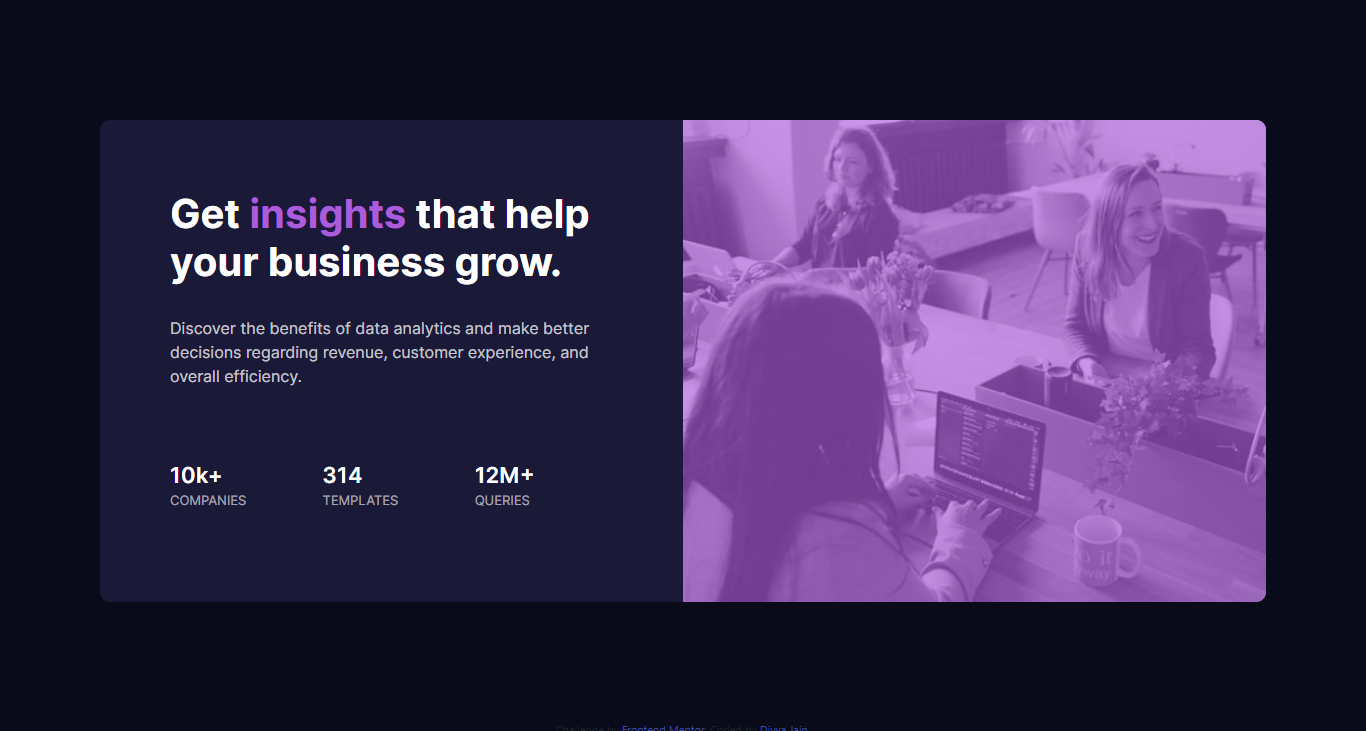 Get insights that help
your business grow.
Discover the benefits of data analytics and make better
decisions regarding revenue, customer experience, and
overall efficiency.
10k+ 314 12M+
COMPANIES TEMPLATES QUERIES
Challenge by Frontend Mentor. Coded by Divya Jain.